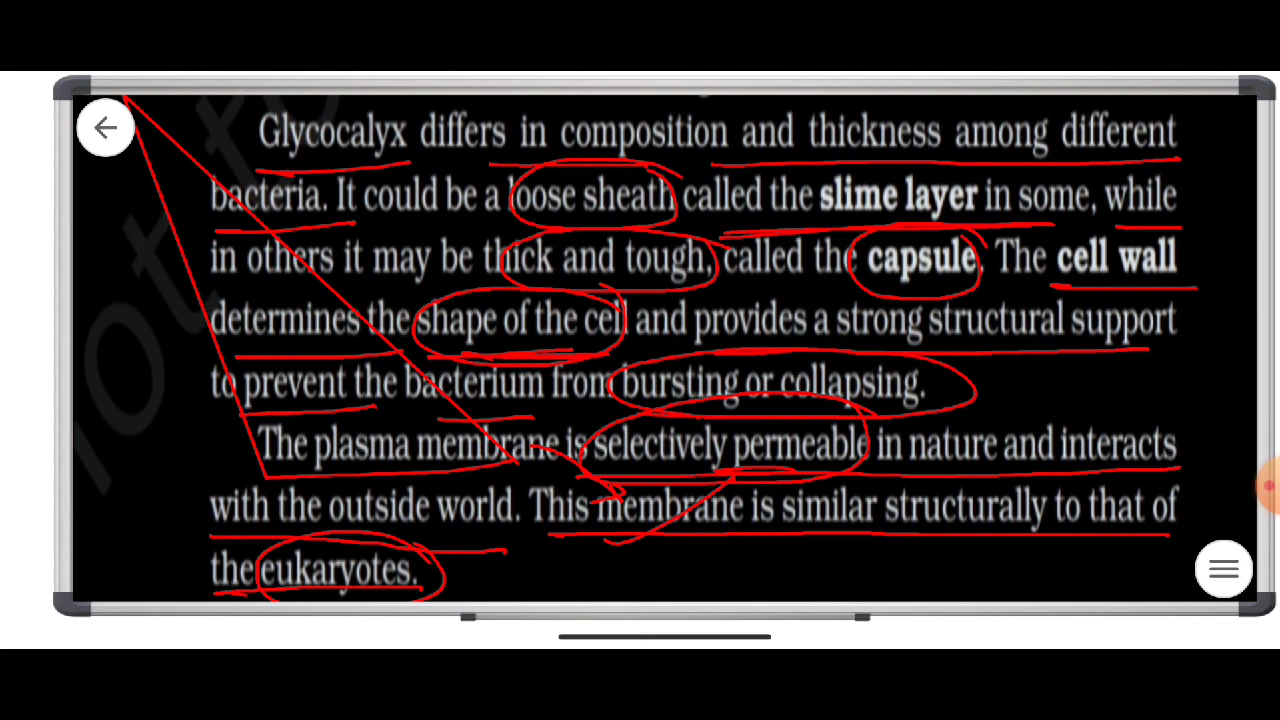 Glycocalyx differs in composition and thickness among different
bacteria. It could be a loose sheath called the slime layer in some, while
in others it may be thick and tough, called the capsule. The cell wall
determines the shape of the cell and provides a strong structural support
to prevent the bacterium from bursting or collapsing.
The plasma membrane is selectively permeable in nature and interacts
with the outside world. This membrane is similar structurally to that of
the eukaryotes.